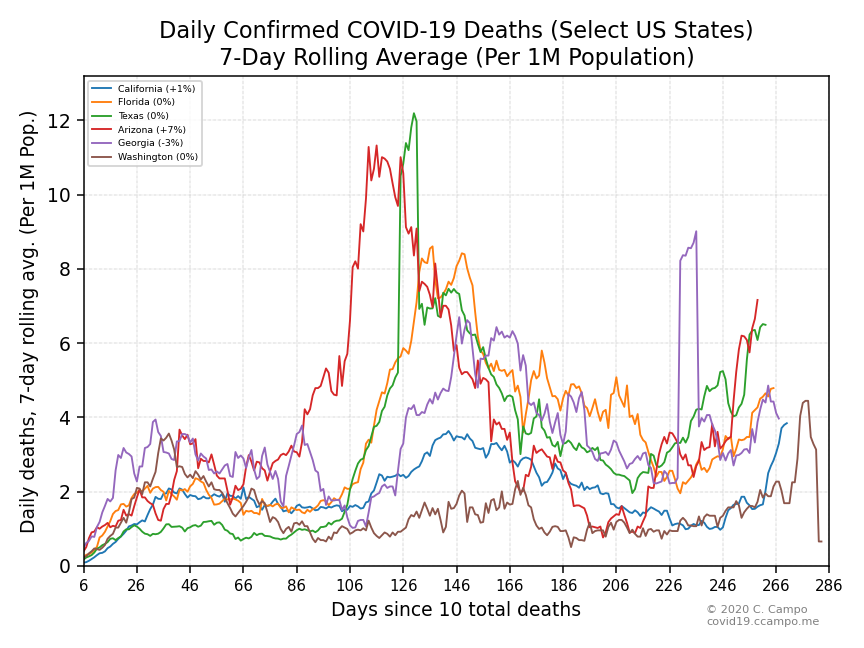 Daily Confirmed COVID-19 Deaths (Select US States)
7-Day Rolling Average (Per 1M Population)
California (+1%)
Florida (0%)
Texas (0%)
Arizona (+7%)
Georgia (-3%)
Washington (0%)
Daily deaths, 7-day rolling avg. (Per 1M Pop.)
12
10
8
6
4
2
0
6 26 46 66 86 106 126 146 166 186 206 226 246 266 286
Days since 10 total deaths
© 2020 C. Campo
covid19.ccampo.me